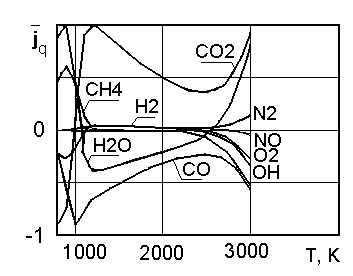 j̄q
CO2
CH4
H2
N2
0
NO
H2O
O2
CO
OH
-1
1000 2000 3000
T, K